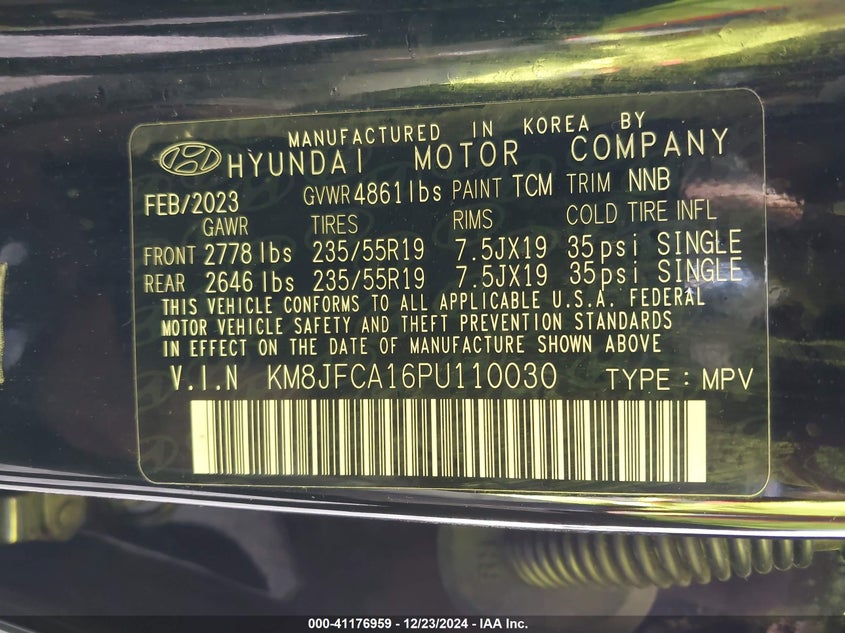 MANUFACTURED IN KOREA BY
HYUNDAI MOTOR COMPANY
FEB/2023 GVWR 4861 lbs PAINT TCM TRIM NNB
GAWR TIRES RIMS COLD TIRE INFL
FRONT 2778 lbs 235/55R19 7.5JX19 35psi SINGLE
REAR 2646 lbs 235/55R19 7.5JX19 35psi SINGLE
THIS VEHICLE CONFORMS TO ALL APPLICABLE U.S.A. FEDERAL
MOTOR VEHICLE SAFETY AND THEFT PREVENTION STANDARDS
IN EFFECT ON THE DATE OF MANUFACTURE SHOWN ABOVE
V.I.N KM8JFCA16PU110030 TYPE : MPV
000-41176959 - 12/23/2024 - IAA Inc.